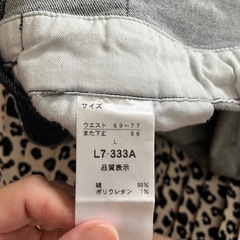 サイズ
ウエスト 69~77
また下丈 68
L
L7-333A
品質表示
綿 99%
ポリウレタン 1%